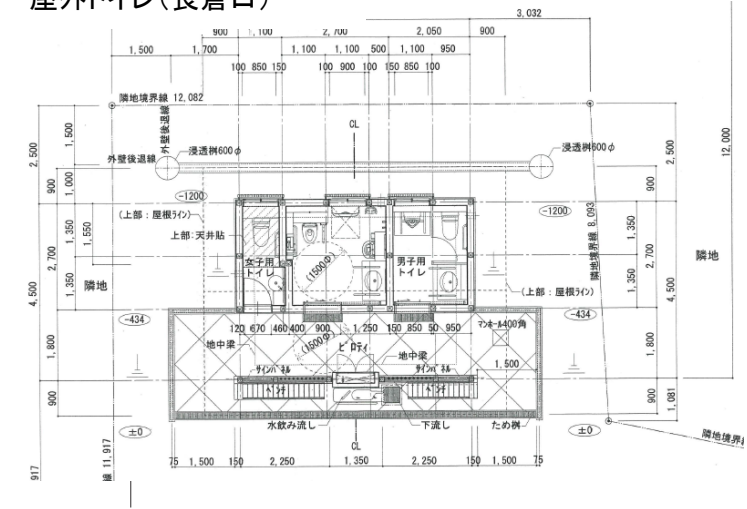 屋外トイレ(長倉口)
3,032
900 1,100 2,700 2,050 900
1,500 1,700 1,100 1,100 500 1,100 950
100 850 150 100 900 100 150 850 100
隣地境界線 12,082
外壁後退線
CL
浸透桝600φ
浸透桝600φ
外壁後退線
2,500
1,500
900
1,000
2,500
900
12,000
-1200
-1200
(上部:屋根ライン)
上部:天井貼
女子用
トイレ
(1500Φ)
男子用
トイレ
隣地境界線 8,093
隣地
隣地
(上部:屋根ライン)
4,500
2,700
1,350
1,550
1,350
1,350
2,700
1,350
4,500
-434
-434
120 670 460 400 900 1,250 150 850 50 950
マンホール400角
(1500Φ)
ピロティ
地中梁
地中梁
サインパネル
サインパネル
ベンチ
ベンチ
1,500
1,800
900
1,800
900
1,081
水飲み流し
下流し
ため桝
±0
±0
CL
隣地境界線
75 1,500 150 2,250 1,350 2,250 150 1,500 75
917
11,917